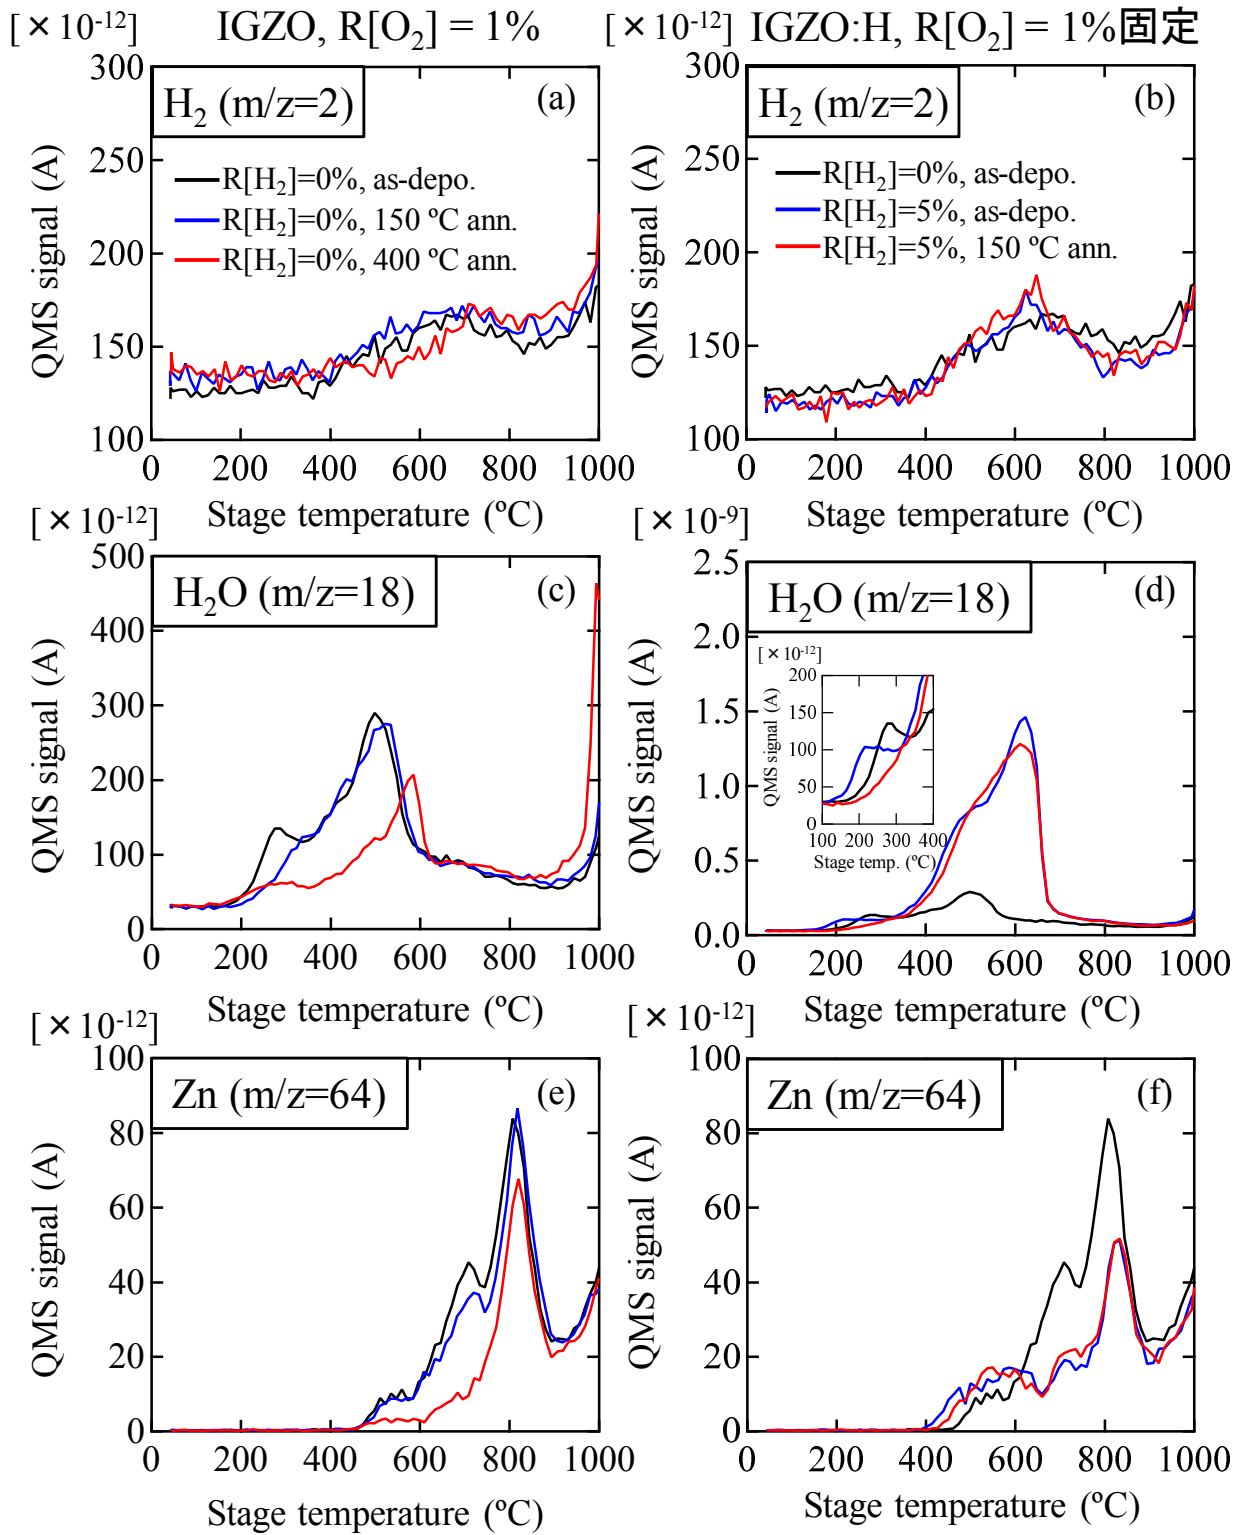 [×10⁻¹²] IGZO, R[O₂] = 1%
[×10⁻¹²] IGZO:H, R[O₂] = 1%固定
300
250
200
150
100
QMS signal (A)
H₂ (m/z=2)
(a)
R[H₂]=0%, as-depo.
R[H₂]=0%, 150 ºC ann.
R[H₂]=0%, 400 ºC ann.
0 200 400 600 800 1000
Stage temperature (ºC)
300
250
200
150
100
QMS signal (A)
H₂ (m/z=2)
(b)
R[H₂]=0%, as-depo.
R[H₂]=5%, as-depo.
R[H₂]=5%, 150 ºC ann.
0 200 400 600 800 1000
Stage temperature (ºC)
[×10⁻¹²]
500
400
300
200
100
0
QMS signal (A)
H₂O (m/z=18)
(c)
0 200 400 600 800 1000
Stage temperature (ºC)
[×10⁻⁹]
2.5
2.0
1.5
1.0
0.5
0.0
QMS signal (A)
H₂O (m/z=18)
(d)
[×10⁻¹²]
200
150
100
50
0
QMS signal (A)
100 200 300 400
Stage temp. (ºC)
0 200 400 600 800 1000
Stage temperature (ºC)
[×10⁻¹²]
100
80
60
40
20
0
QMS signal (A)
Zn (m/z=64)
(e)
0 200 400 600 800 1000
Stage temperature (ºC)
[×10⁻¹²]
100
80
60
40
20
0
QMS signal (A)
Zn (m/z=64)
(f)
0 200 400 600 800 1000
Stage temperature (ºC)